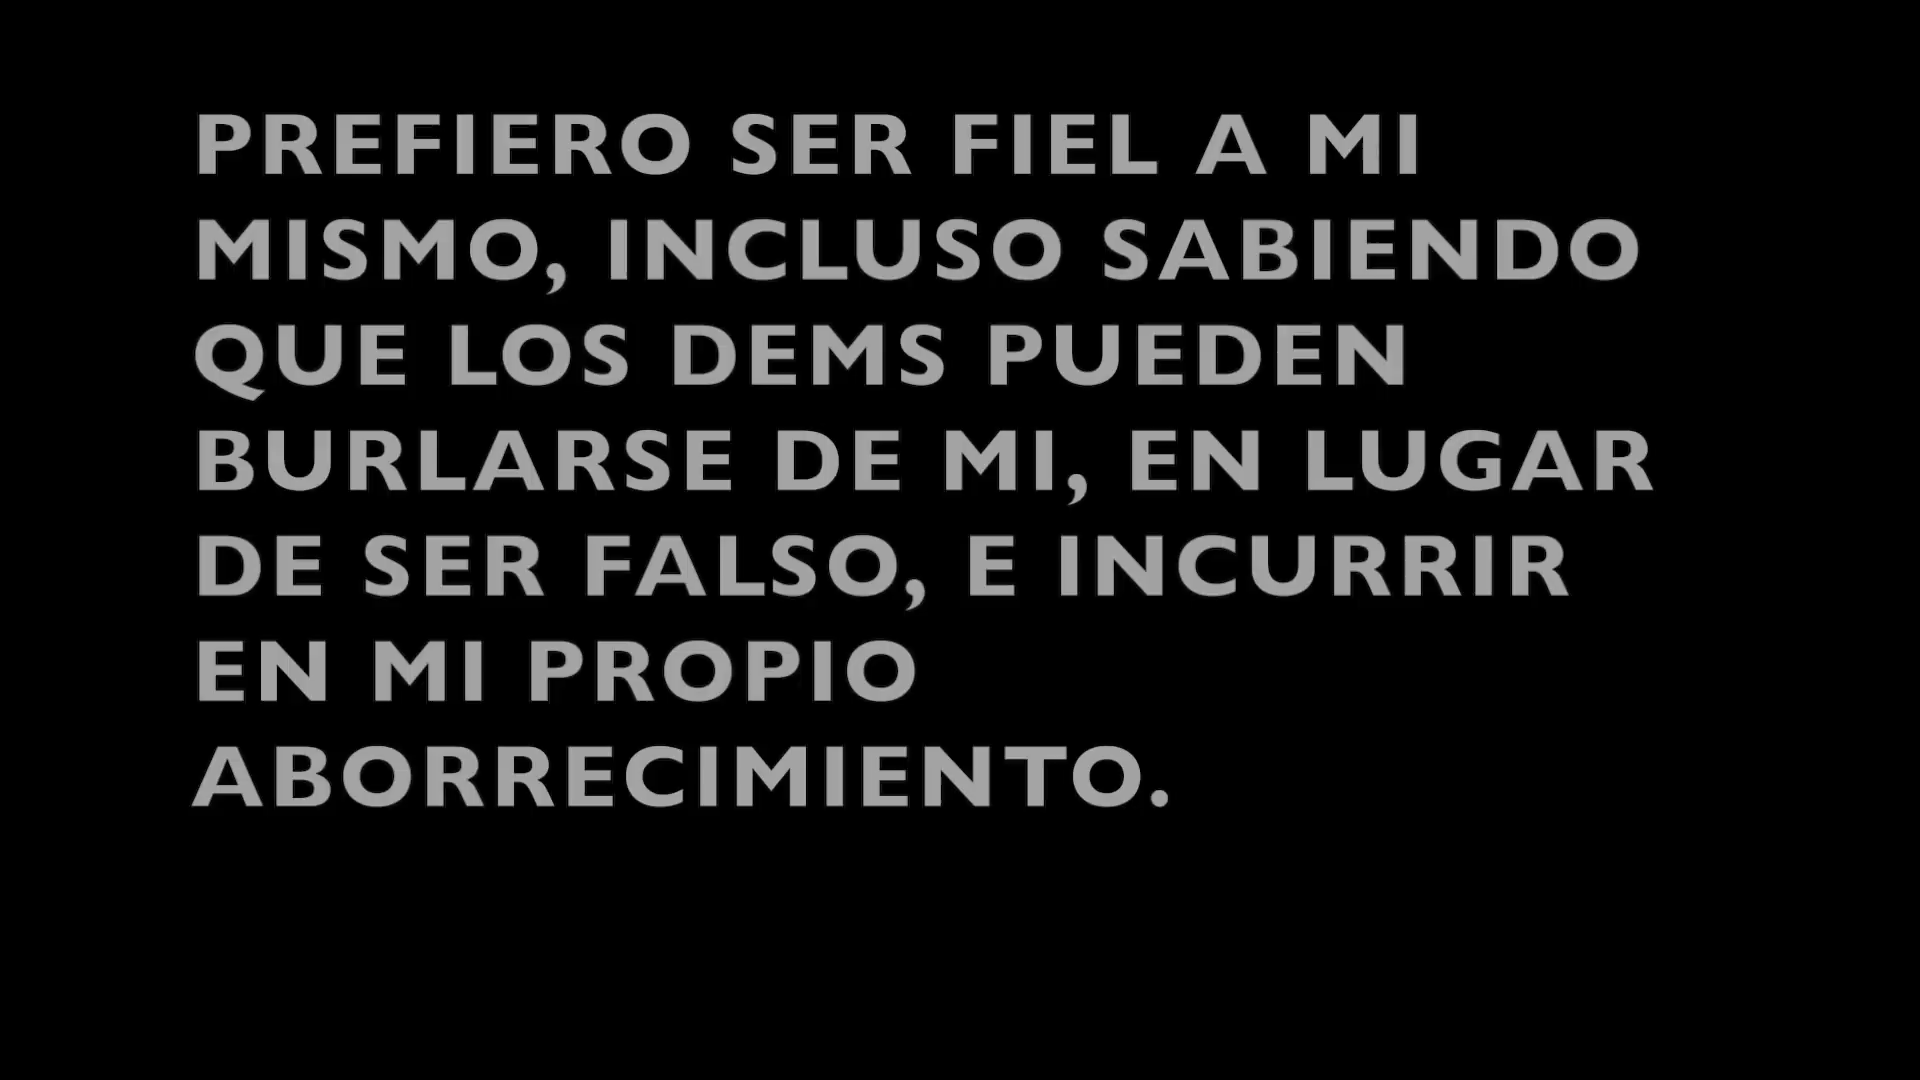 PREFIERO SER FIEL A MI
MISMO, INCLUSO SABIENDO
QUE LOS DEMS PUEDEN
BURLARSE DE MI, EN LUGAR
DE SER FALSO, E INCURRIR
EN MI PROPIO
ABORRECIMIENTO.